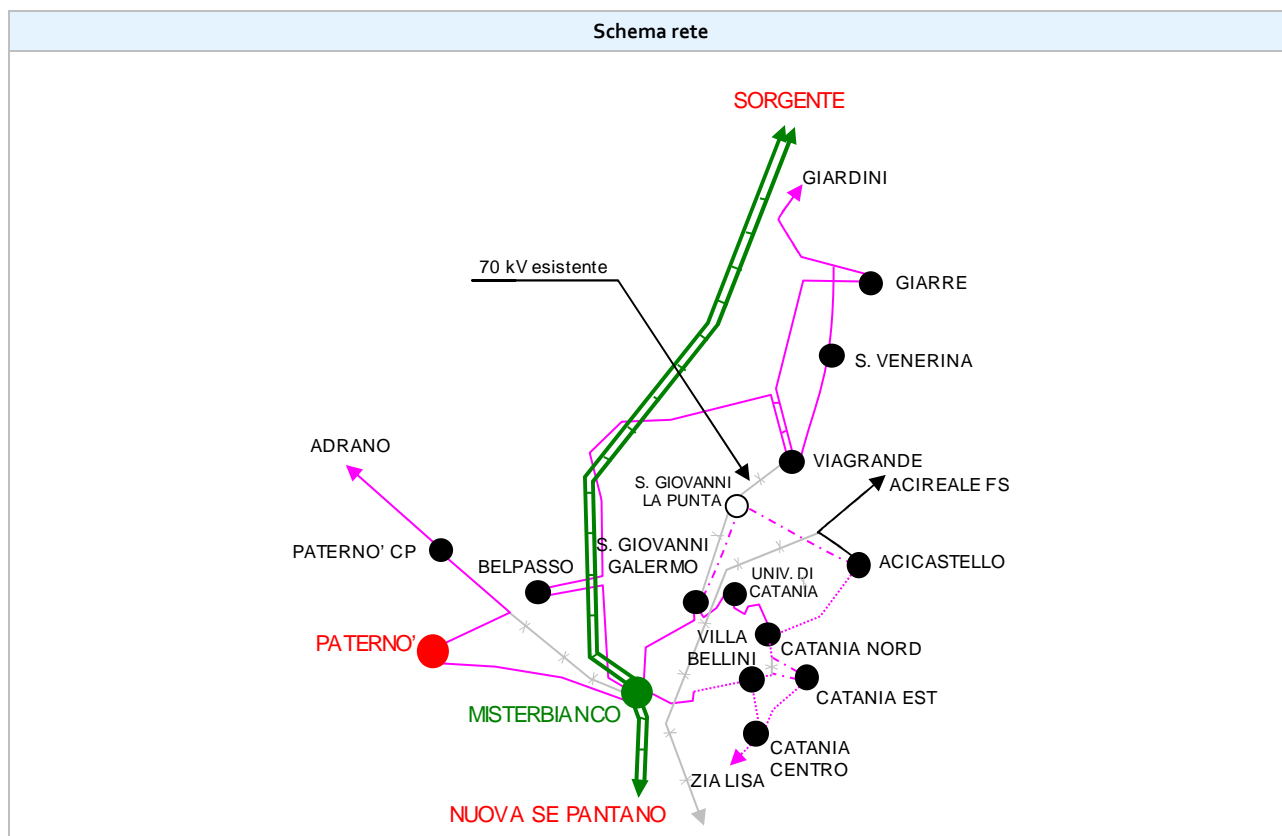 Schema rete
SORGENTE
GIARDINI
70 kV esistente
GIARRE
S. VENERINA
ADRANO
VIAGRANDE
S. GIOVANNI
LA PUNTA
ACIREALE FS
PATERNO' CP
BELPASSO
S. GIOVANNI
GALERMO
UNIV. DI
CATANIA
ACICASTELLO
PATERNO'
VILLA
BELLINI
CATANIA NORD
MISTERBIANCO
CATANIA EST
CATANIA
CENTRO
ZIA LISA
NUOVA SE PANTANO